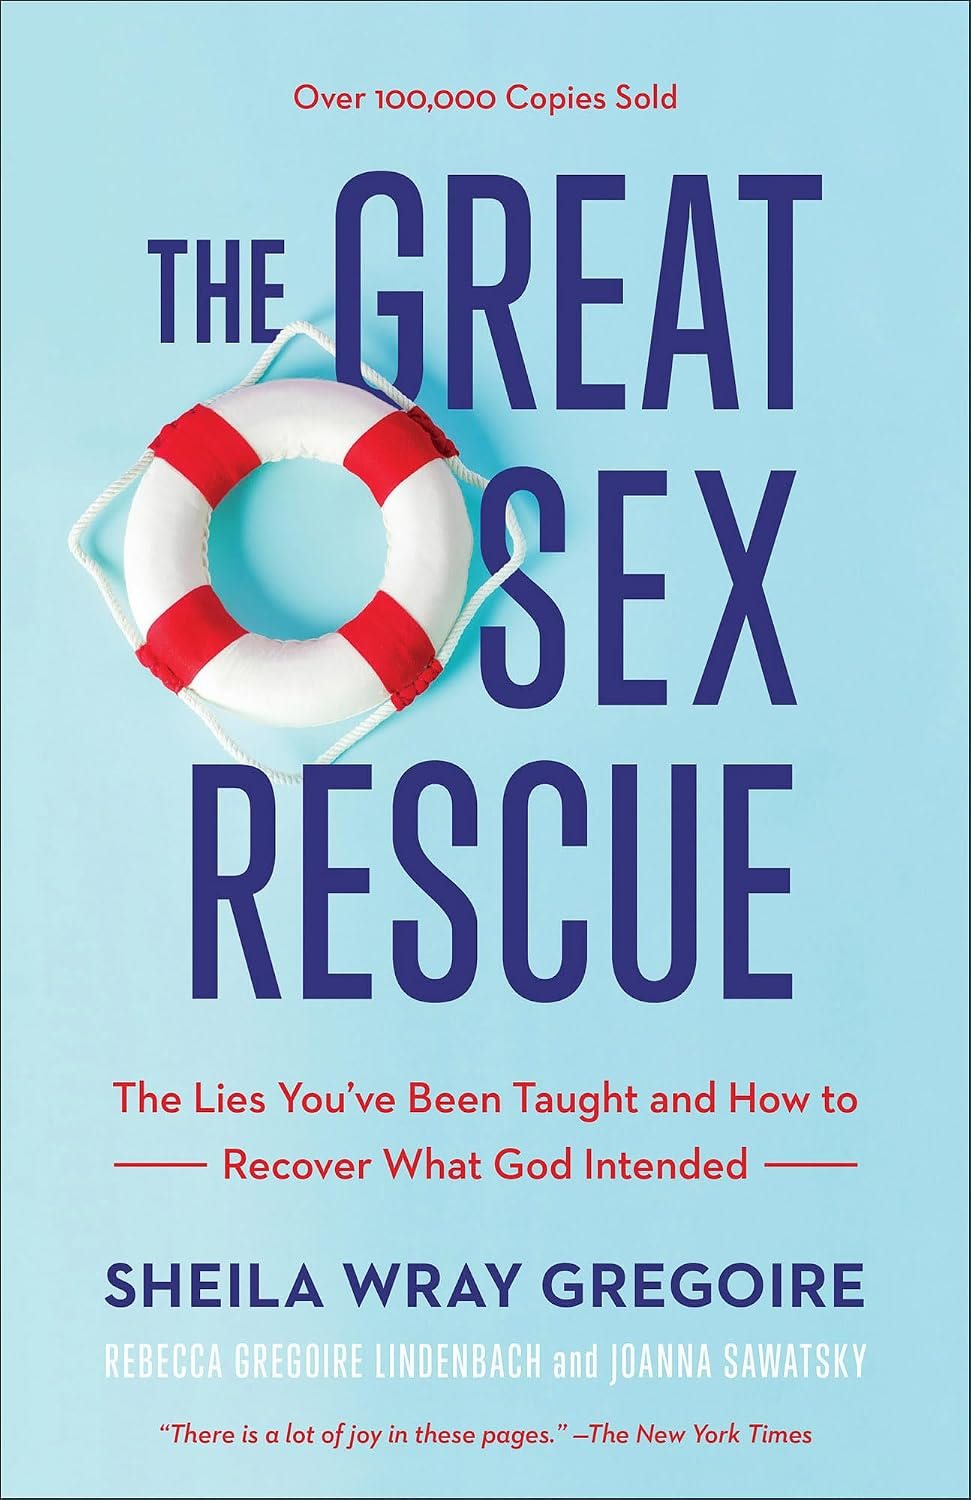 Over 100,000 Copies Sold
THE GREAT
SEX
RESCUE
The Lies You've Been Taught and How to
Recover What God Intended
SHEILA WRAY GREGOIRE
REBECCA GREGOIRE LINDENBACH and JOANNA SAWATSKY
"There is a lot of joy in these pages." —The New York Times